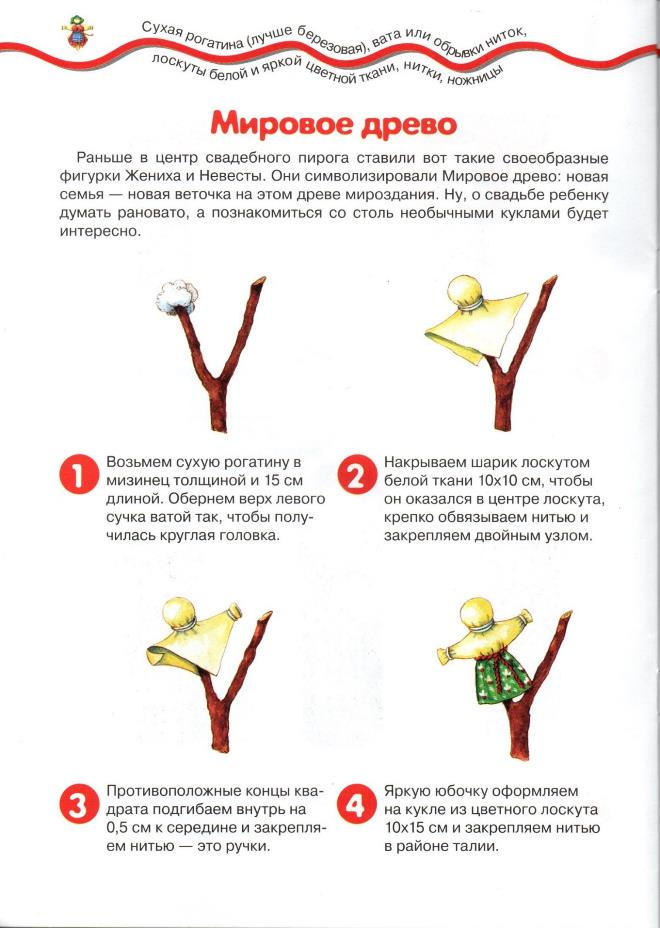 Сухая рогатина (лучше березовая), вата или обрывки ниток,
лоскуты белой и яркой цветной ткани, нитки, ножницы
Мировое древо
Раньше в центр свадебного пирога ставили вот такие своеобразные
фигурки Жениха и Невесты. Они символизировали Мировое древо: новая
семья — новая веточка на этом древе мироздания. Ну, о свадьбе ребенку
думать рановато, а познакомиться со столь необычными куклами будет
интересно.
1
Возьмем сухую рогатину в
мизинец толщиной и 15 см
длиной. Обернем верх левого
сучка ватой так, чтобы полу-
чилась круглая головка.
2
Накрываем шарик лоскутом
белой ткани 10х10 см, чтобы
он оказался в центре лоскута,
крепко обвязываем нитью и
закрепляем двойным узлом.
3
Противоположные концы ква-
драта подгибаем внутрь на
0,5 см к середине и закрепля-
ем нитью — это ручки.
4
Яркую юбочку оформляем
на кукле из цветного лоскута
10х15 см и закрепляем нитью
в районе талии.